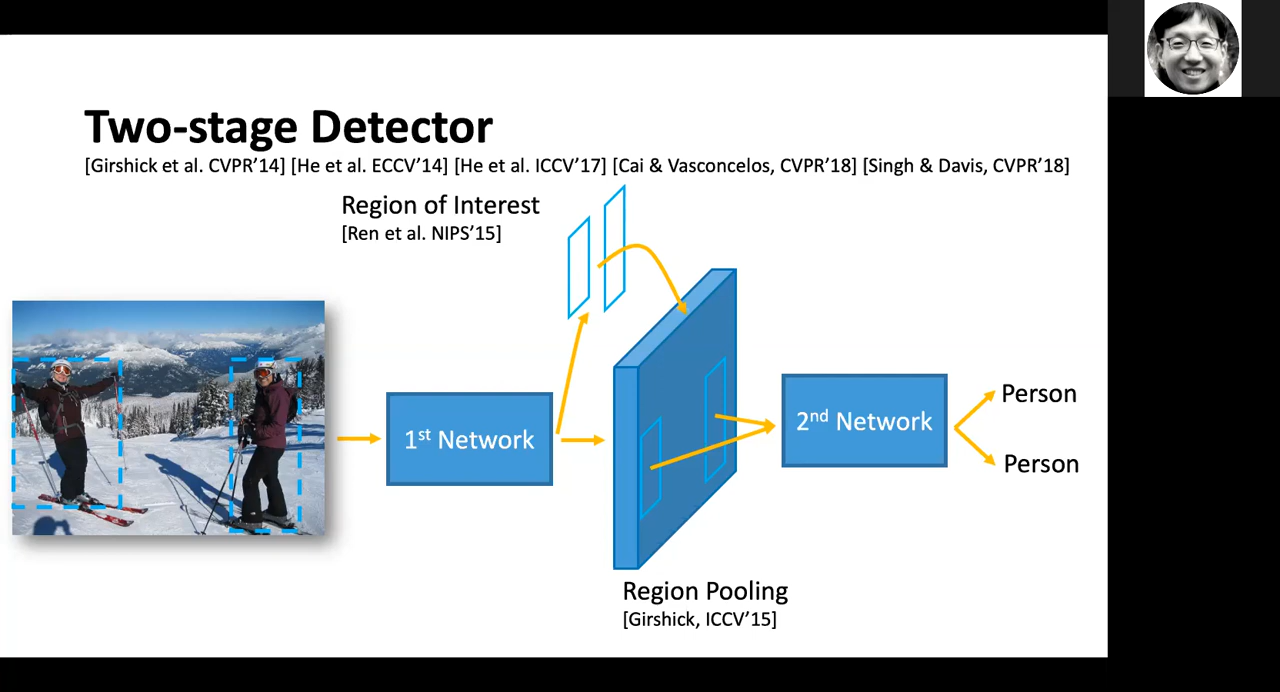 Two-stage Detector
[Girshick et al. CVPR’14] [He et al. ECCV’14] [He et al. ICCV’17] [Cai & Vasconcelos, CVPR’18] [Singh & Davis, CVPR’18]
Region of Interest
[Ren et al. NIPS’15]
1st Network
2nd Network
Person
Person
Region Pooling
[Girshick, ICCV’15]